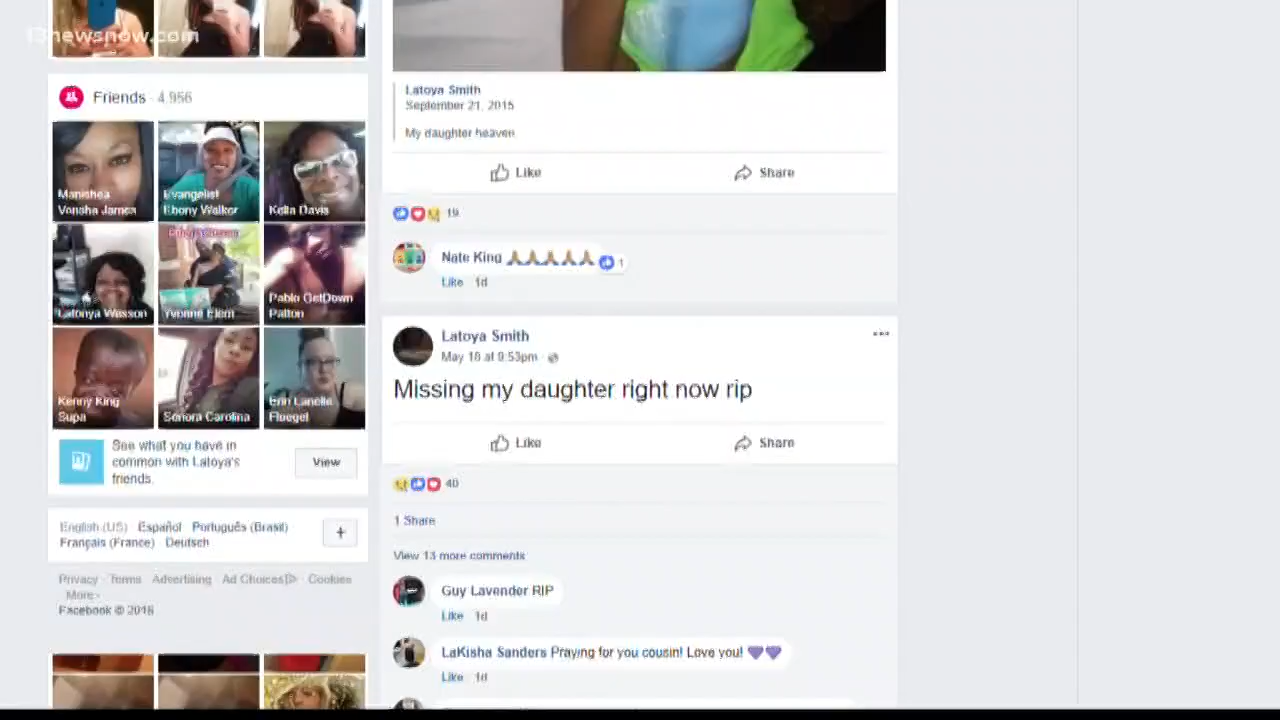 13newsnow.com
Friends · 4,956
Manishea
Vonsha James
Evangelist
Ebony Walker
Kella Davis
Latonya Wasson
Yvonne Elem
Pablo GetDown
Patton
Kenny King
Supa
Sonora Carolina
Erin Lanelle
Floegel
See what you have in
common with Latoya's
friends.
View
English (US) Español Português (Brasil)
Français (France) Deutsch
+
Privacy Terms Advertising Ad Choices Cookies
More
Facebook © 2018
Latoya Smith
September 21, 2015
My daughter heaven
Like Share
19
Nate King 🙏🙏🙏🙏🙏 1
Like 1d
Latoya Smith
May 18 at 9:53pm
Missing my daughter right now rip
Like Share
40
1 Share
View 13 more comments
Guy Lavender RIP
Like 1d
LaKisha Sanders Praying for you cousin! Love you! 💜💜
Like 1d